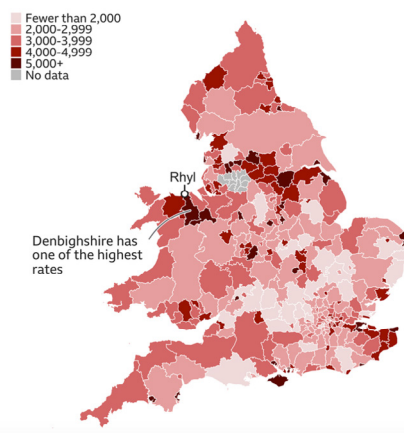 Fewer than 2,000
2,000-2,999
3,000-3,999
4,000-4,999
5,000+
No data
Rhyl
Denbighshire has
one of the highest
rates